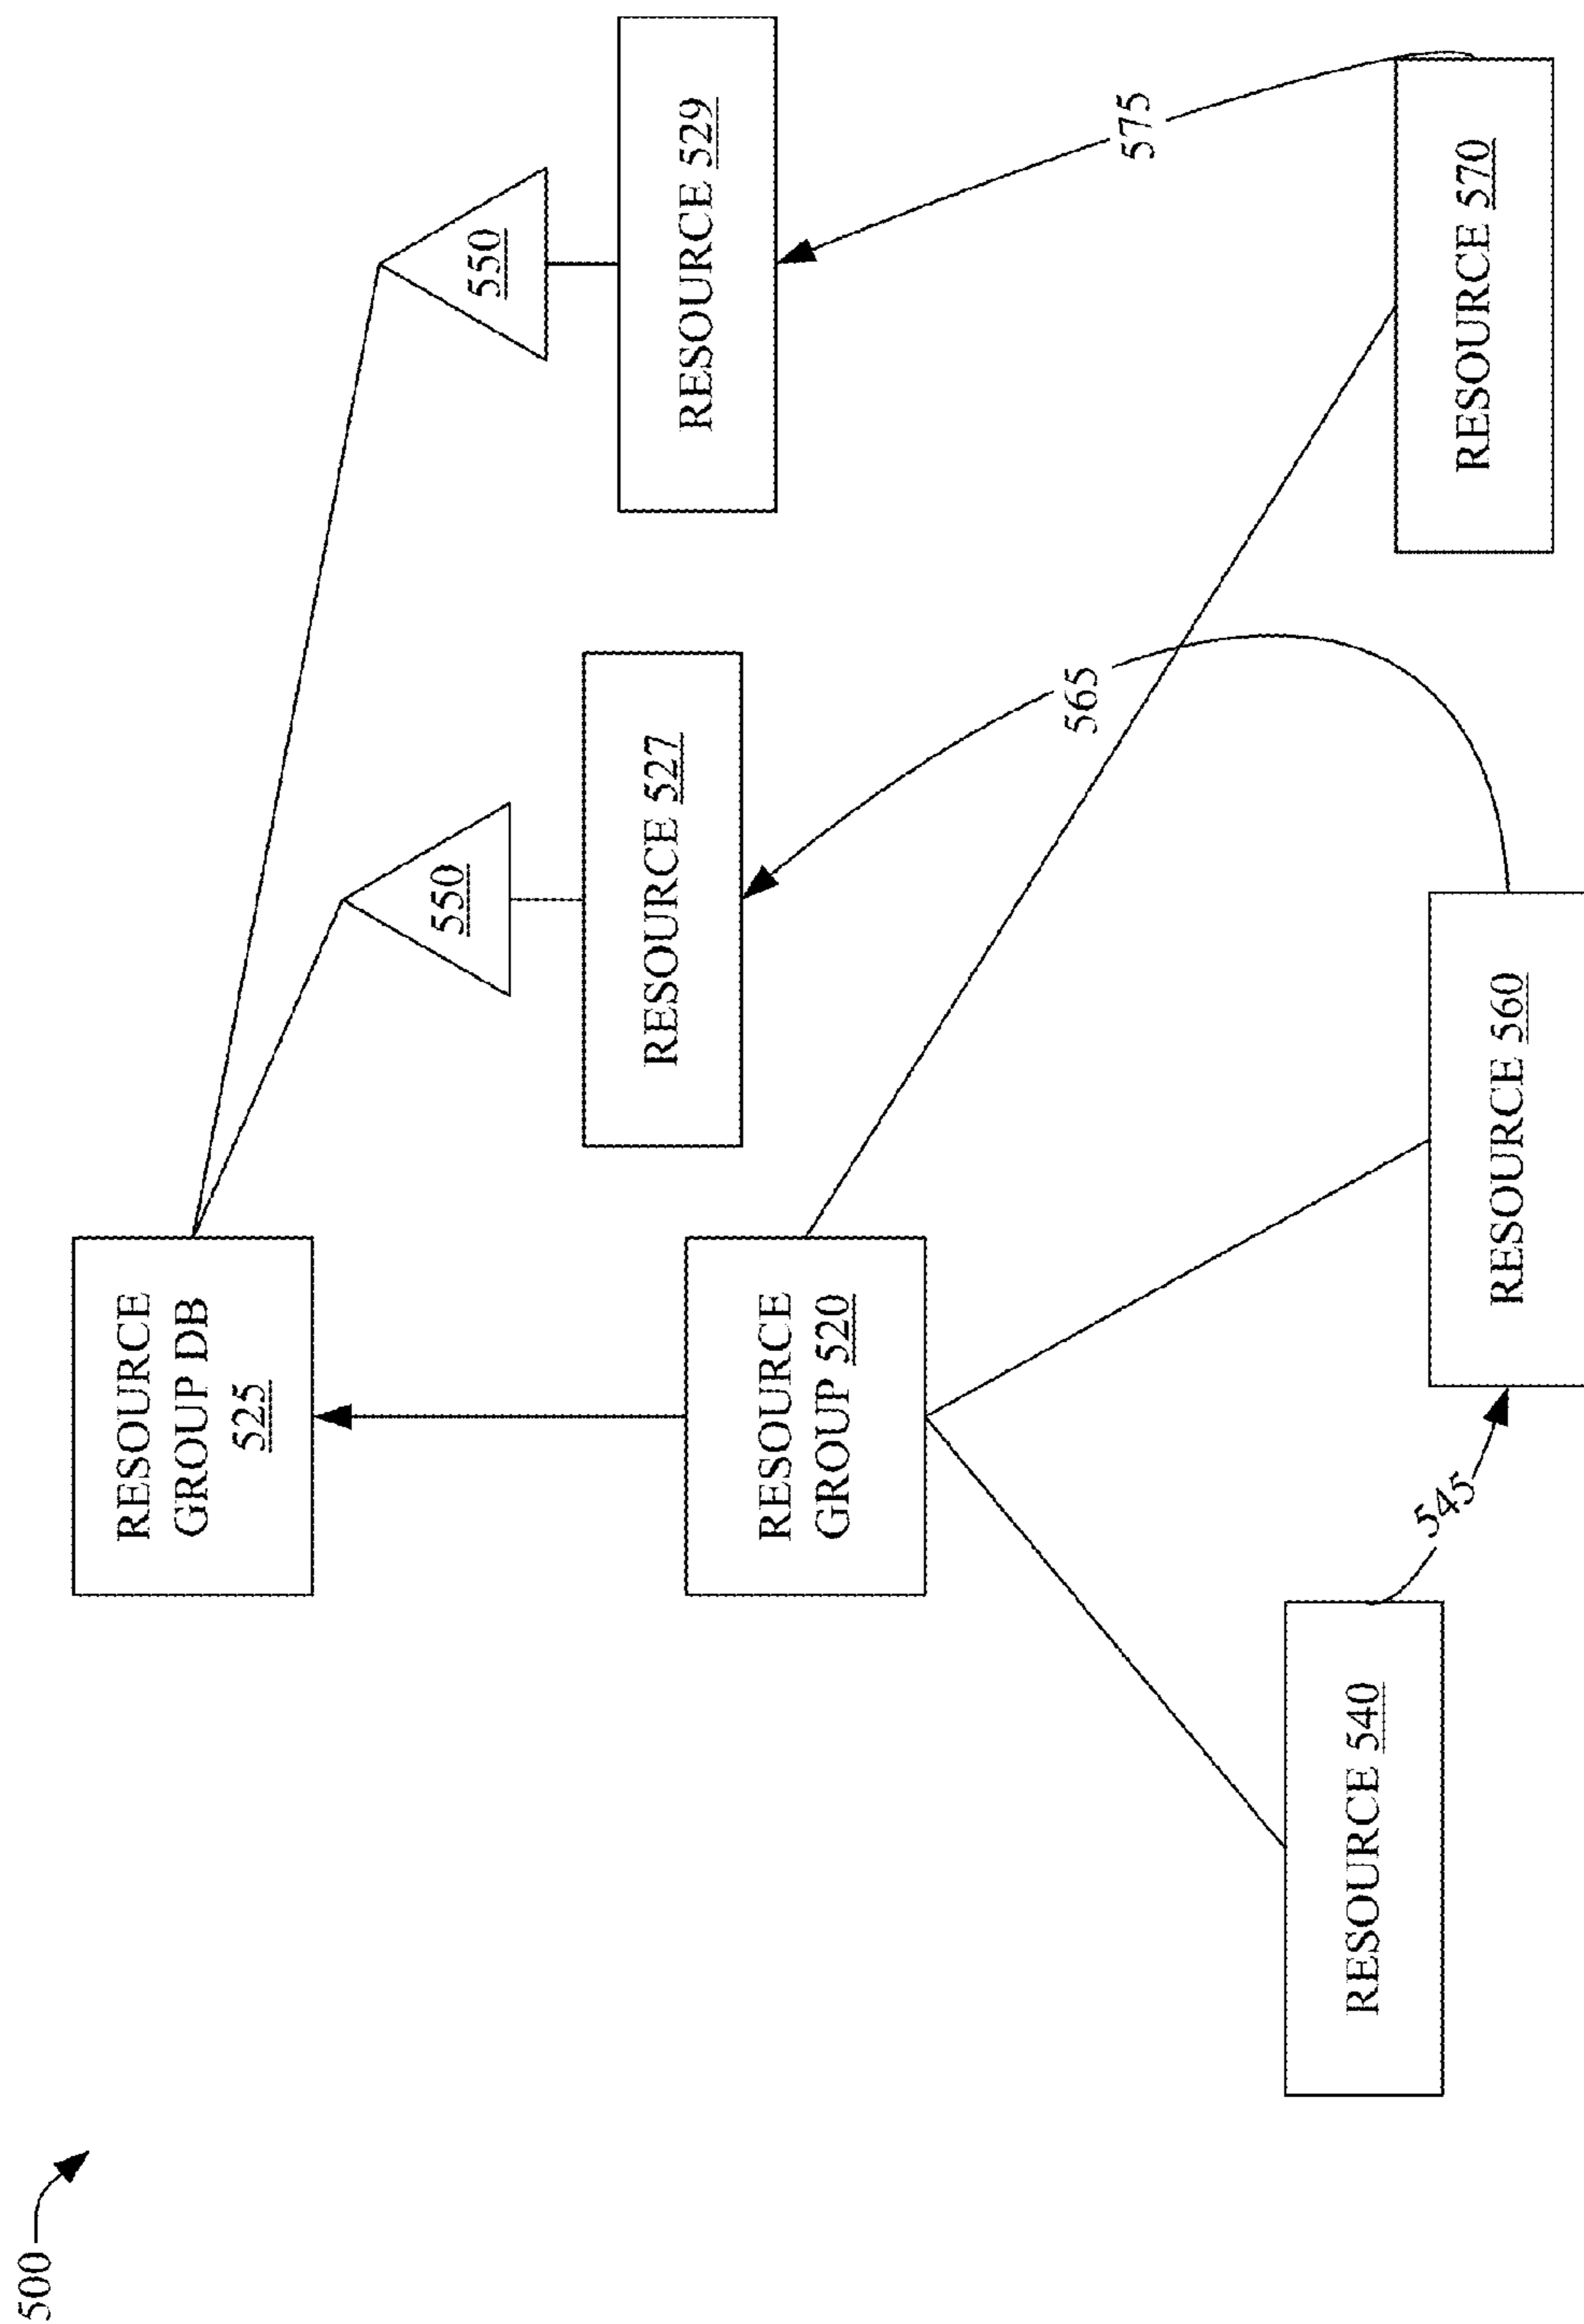 500
RESOURCE
GROUP DB
525
550
550
RESOURCE 527
RESOURCE 529
RESOURCE
GROUP 520
565
575
545
RESOURCE 540
RESOURCE 560
RESOURCE 570